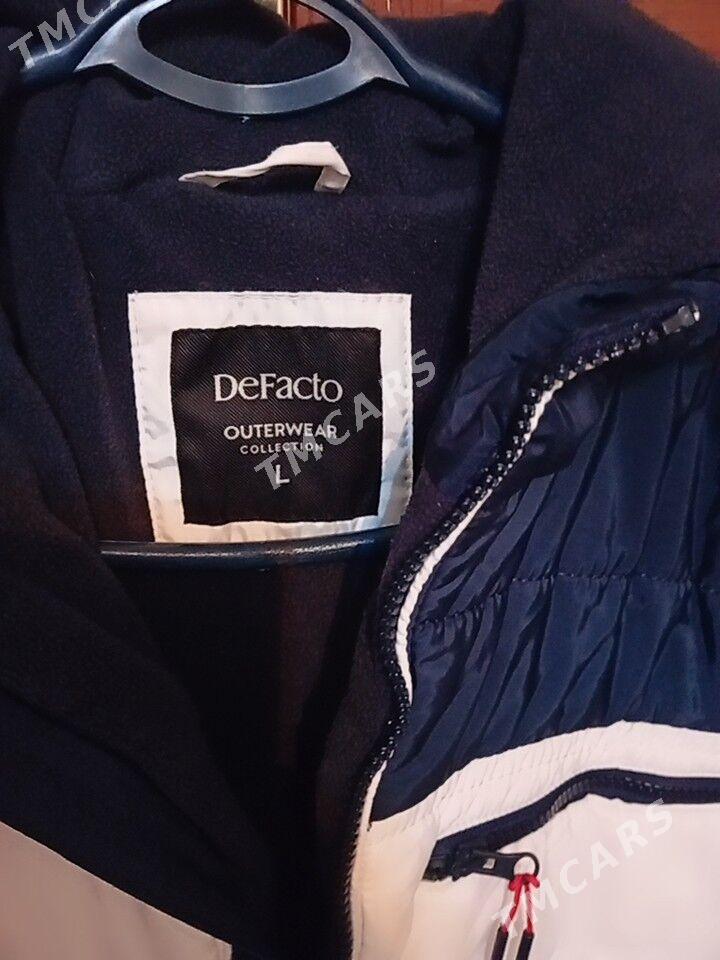 TMCARS
DeFacto
OUTERWEAR
COLLECTION
L
TMCARS
TMCARS